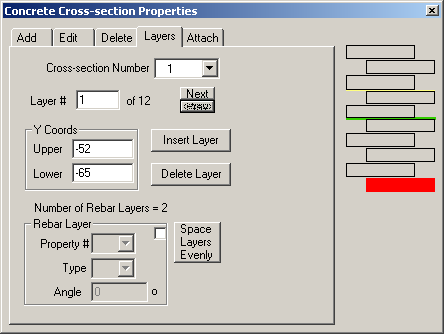 Concrete Cross-section Properties
Add Edit Delete Layers Attach
Cross-section Number 1
Layer # 1 of 12 Next
Y Coords
Upper -52 Insert Layer
Lower -65 Delete Layer
Number of Rebar Layers = 2
Rebar Layer
Property # Space
Layers
Type Evenly
Angle 0 o